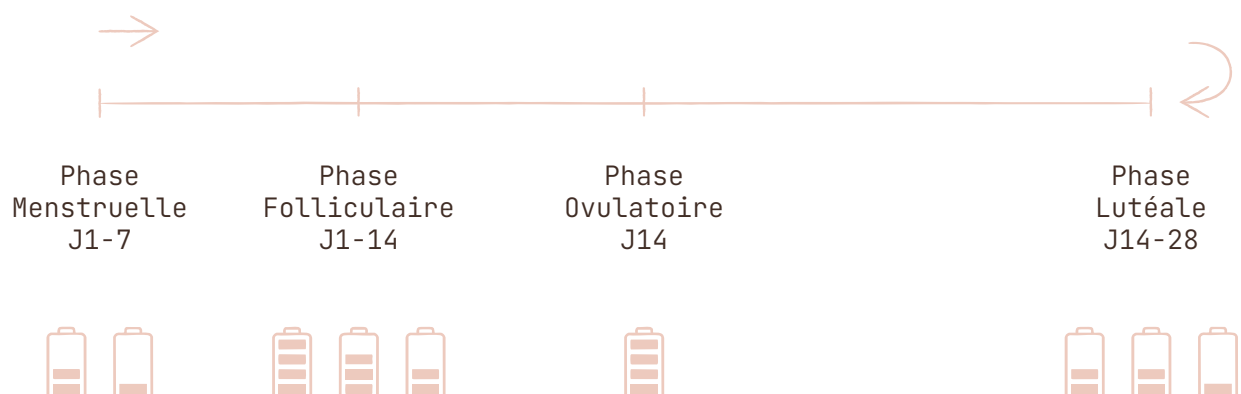 Phase
Menstruelle
J1-7
Phase
Folliculaire
J1-14
Phase
Ovulatoire
J14
Phase
Lutéale
J14-28